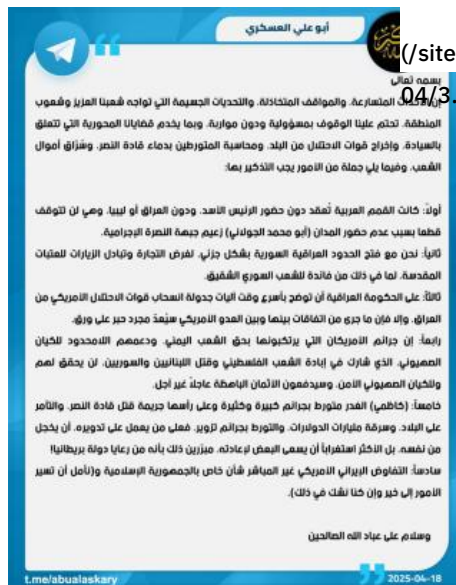 أبو علي العسكري
(/site
04/3.
بسمه تعالى
إن الأحداث المتسارعة، والمواقف المتخاذلة، والتحديات الجسيمة التي تواجه شعبنا العزيز وشعوب
المنطقة، تحتم علينا الوقوف بمسؤولية ودون مواربة، وبما يخدم قضايانا المحورية التي تتعلق
بالسيادة، وإخراج قوات الاحتلال من البلد، ومحاسبة المتورطين بدماء قادة النصر، وسُرّاق أموال
الشعب، وفيما يلي جملة من الأمور يجب التذكير بها:
أولاً: كانت القمم العربية تُعقد دون حضور الرئيس الأسد، ودون العراق أو ليبيا، وهي لن تتوقف
قطعا بسبب عدم حضور المدان (أبو محمد الجولاني) زعيم جبهة النصرة الإجرامية.
ثانياً: نحن مع فتح الحدود العراقية السورية بشكل جزئي، لغرض التجارة وتبادل الزيارات للعتبات
المقدسة، لما في ذلك من فائدة للشعب السوري الشقيق.
ثالثاً: على الحكومة العراقية أن توضح بأسرع وقت آليات جدولة انسحاب قوات الاحتلال الأمريكي من
العراق، وإلا فإن ما جرى من اتفاقات بينها وبين العدو الأمريكي سيُعدّ مجرد حبر على ورق.
رابعاً: إن جرائم الأمريكان التي يرتكبونها بحق الشعب اليمني، ودعمهم اللامحدود للكيان
الصهيوني، الذي شارك في إبادة الشعب الفلسطيني وقتل اللبنانيين والسوريين، لن يحقق لهم
وللكيان الصهيوني الأمن، وسيدفعون الأثمان الباهظة عاجلاً غير آجل.
خامساً: (كاظمي) الغدر متورط بجرائم كبيرة وكثيرة وعلى رأسها جريمة قتل قادة النصر، والتآمر
على البلاد، وسرقة مليارات الدولارات، والتورط بجرائم تزوير، فعلى من يعمل على تدويره، أن يخجل
من نفسه، بل الأكثر استغراباً أن يسعى البعض لإعادته، مبرّرين ذلك بأنه من رعايا دولة بريطانيا!
سادساً: التفاوض الإيراني الأمريكي غير المباشر شأن خاص بالجمهورية الإسلامية و(نأمل أن تسير
الأمور إلى خير وإن كنا نشك في ذلك).
وسلام على عباد الله الصالحين
t.me/abualaskary
2025-04-18